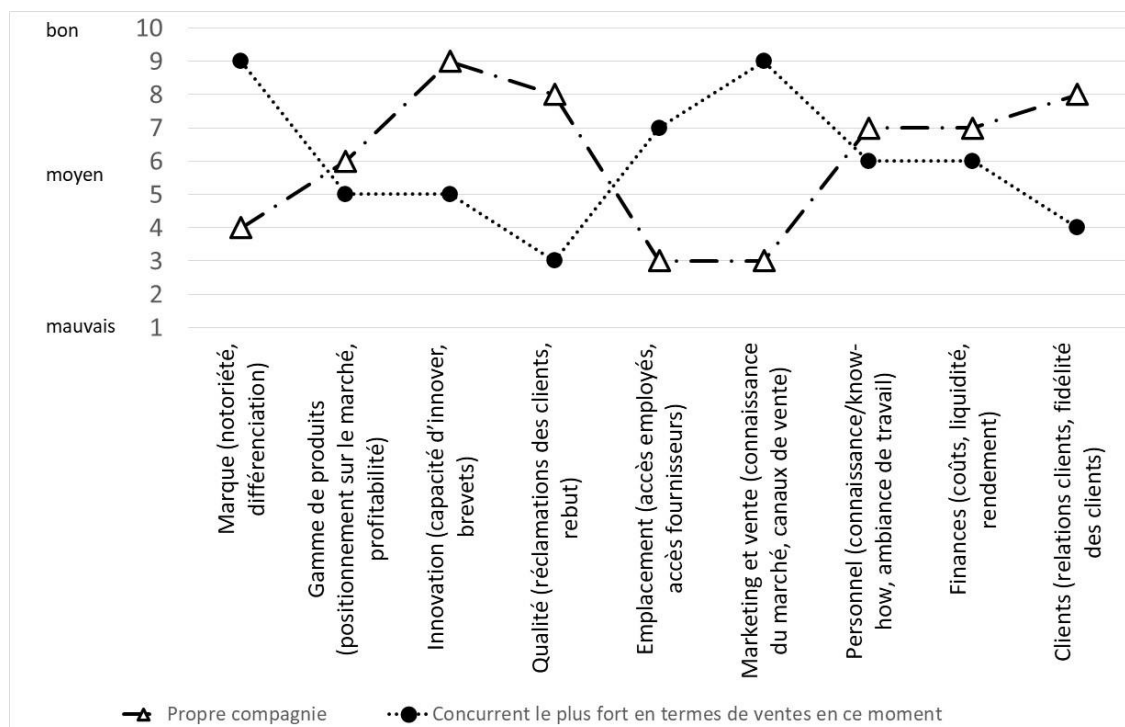 bon
10
9
8
7
moyen
6
5
4
3
2
mauvais
1
Marque (notoriété,
différenciation)
Gamme de produits
(positionnement sur le marché,
profitabilité)
Innovation (capacité d'innover,
brevets)
Qualité (réclamations des clients,
rebut)
Emplacement (accès employés,
accès fournisseurs)
Marketing et vente (connaissance
du marché, canaux de vente)
Personnel (connaissance/know-
how, ambiance de travail)
Finances (coûts, liquidité,
rendement)
Clients (relations clients, fidélité
des clients)
Propre compagnie
Concurrent le plus fort en termes de ventes en ce moment